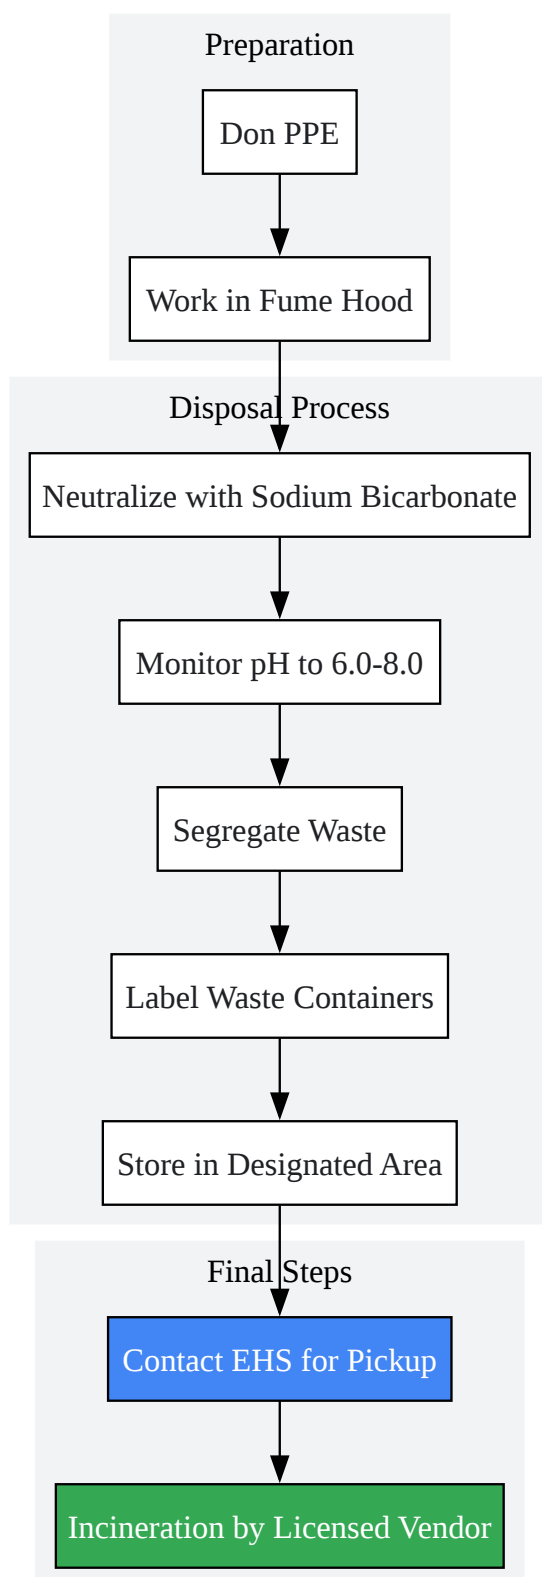 Preparation
Don PPE
Work in Fume Hood
Disposal Process
Neutralize with Sodium Bicarbonate
Monitor pH to 6.0-8.0
Segregate Waste
Label Waste Containers
Store in Designated Area
Final Steps
Contact EHS for Pickup
Incineration by Licensed Vendor